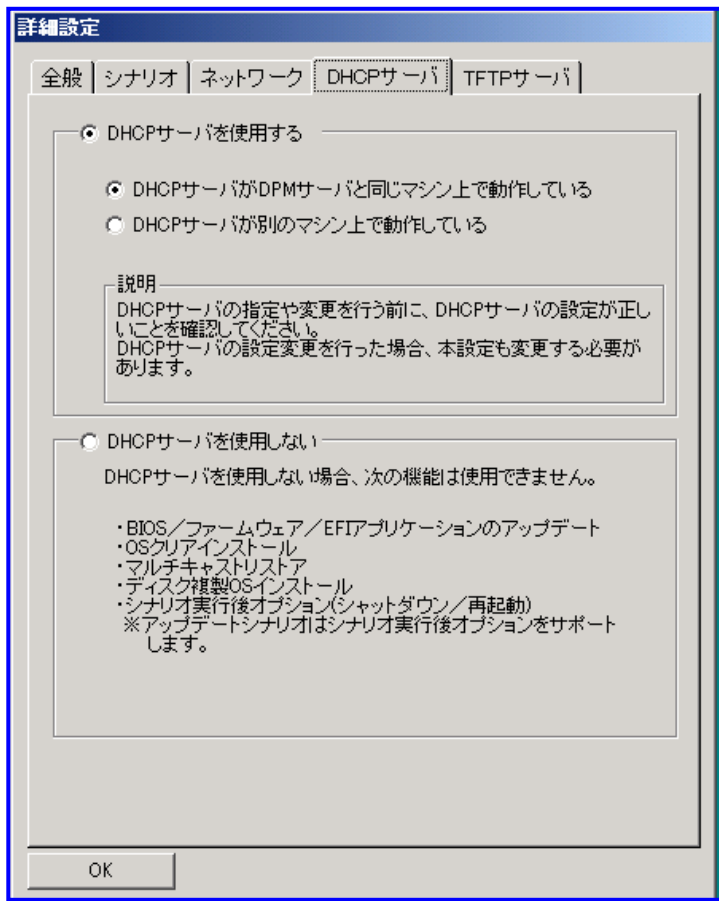 詳細設定
全般 シナリオ ネットワーク DHCPサーバ TFTPサーバ
DHCPサーバを使用する
DHCPサーバがDPMサーバと同じマシン上で動作している
DHCPサーバが別のマシン上で動作している
説明
DHCPサーバの指定や変更を行う前に、DHCPサーバの設定が正し
いことを確認してください。
DHCPサーバの設定変更を行った場合、本設定も変更する必要が
あります。
DHCPサーバを使用しない
DHCPサーバを使用しない場合、次の機能は使用できません。
・BIOS／ファームウェア／EFIアプリケーションのアップデート
・OSクリアインストール
・マルチキャストリストア
・ディスク複製OSインストール
・シナリオ実行後オプション(シャットダウン／再起動)
※アップデートシナリオはシナリオ実行後オプションをサポート
します。
OK